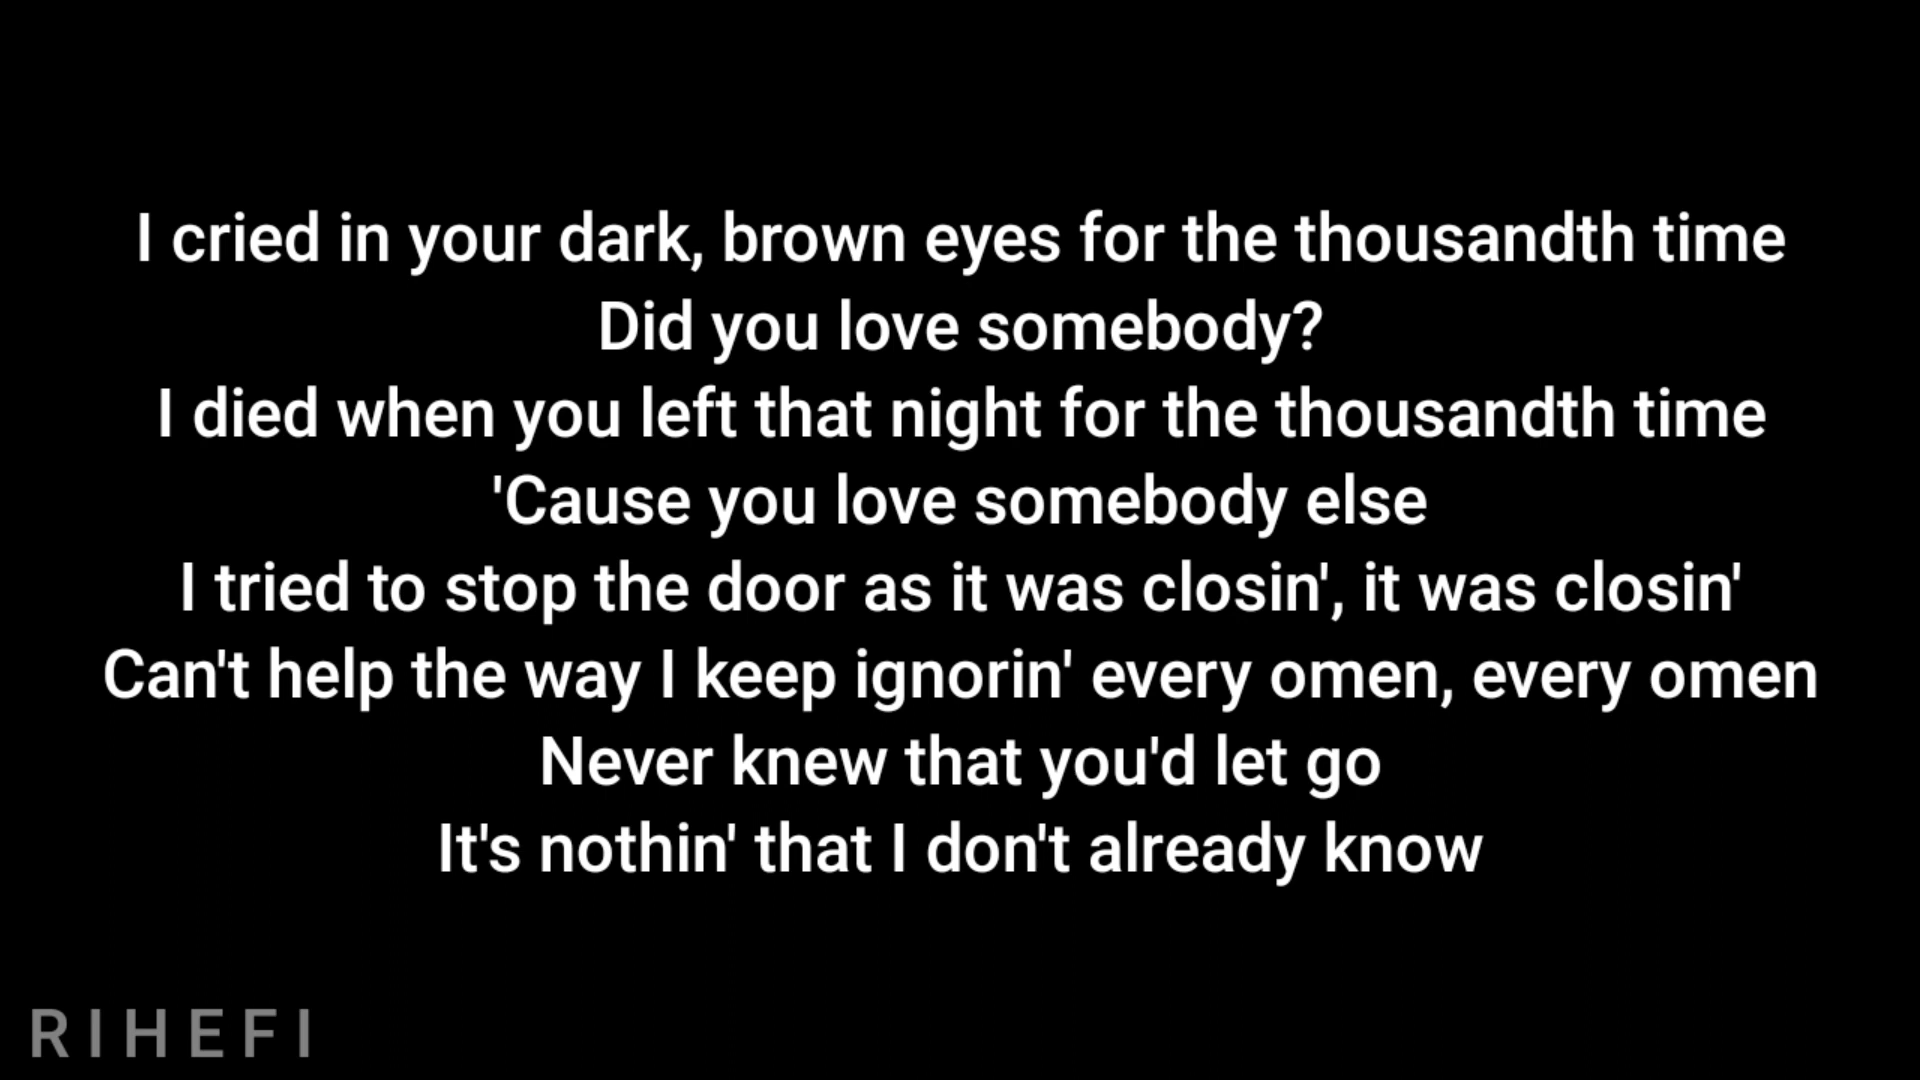 I cried in your dark, brown eyes for the thousandth time
Did you love somebody?
I died when you left that night for the thousandth time
'Cause you love somebody else
I tried to stop the door as it was closin', it was closin'
Can't help the way I keep ignorin' every omen, every omen
Never knew that you'd let go
It's nothin' that I don't already know
RIHEFI